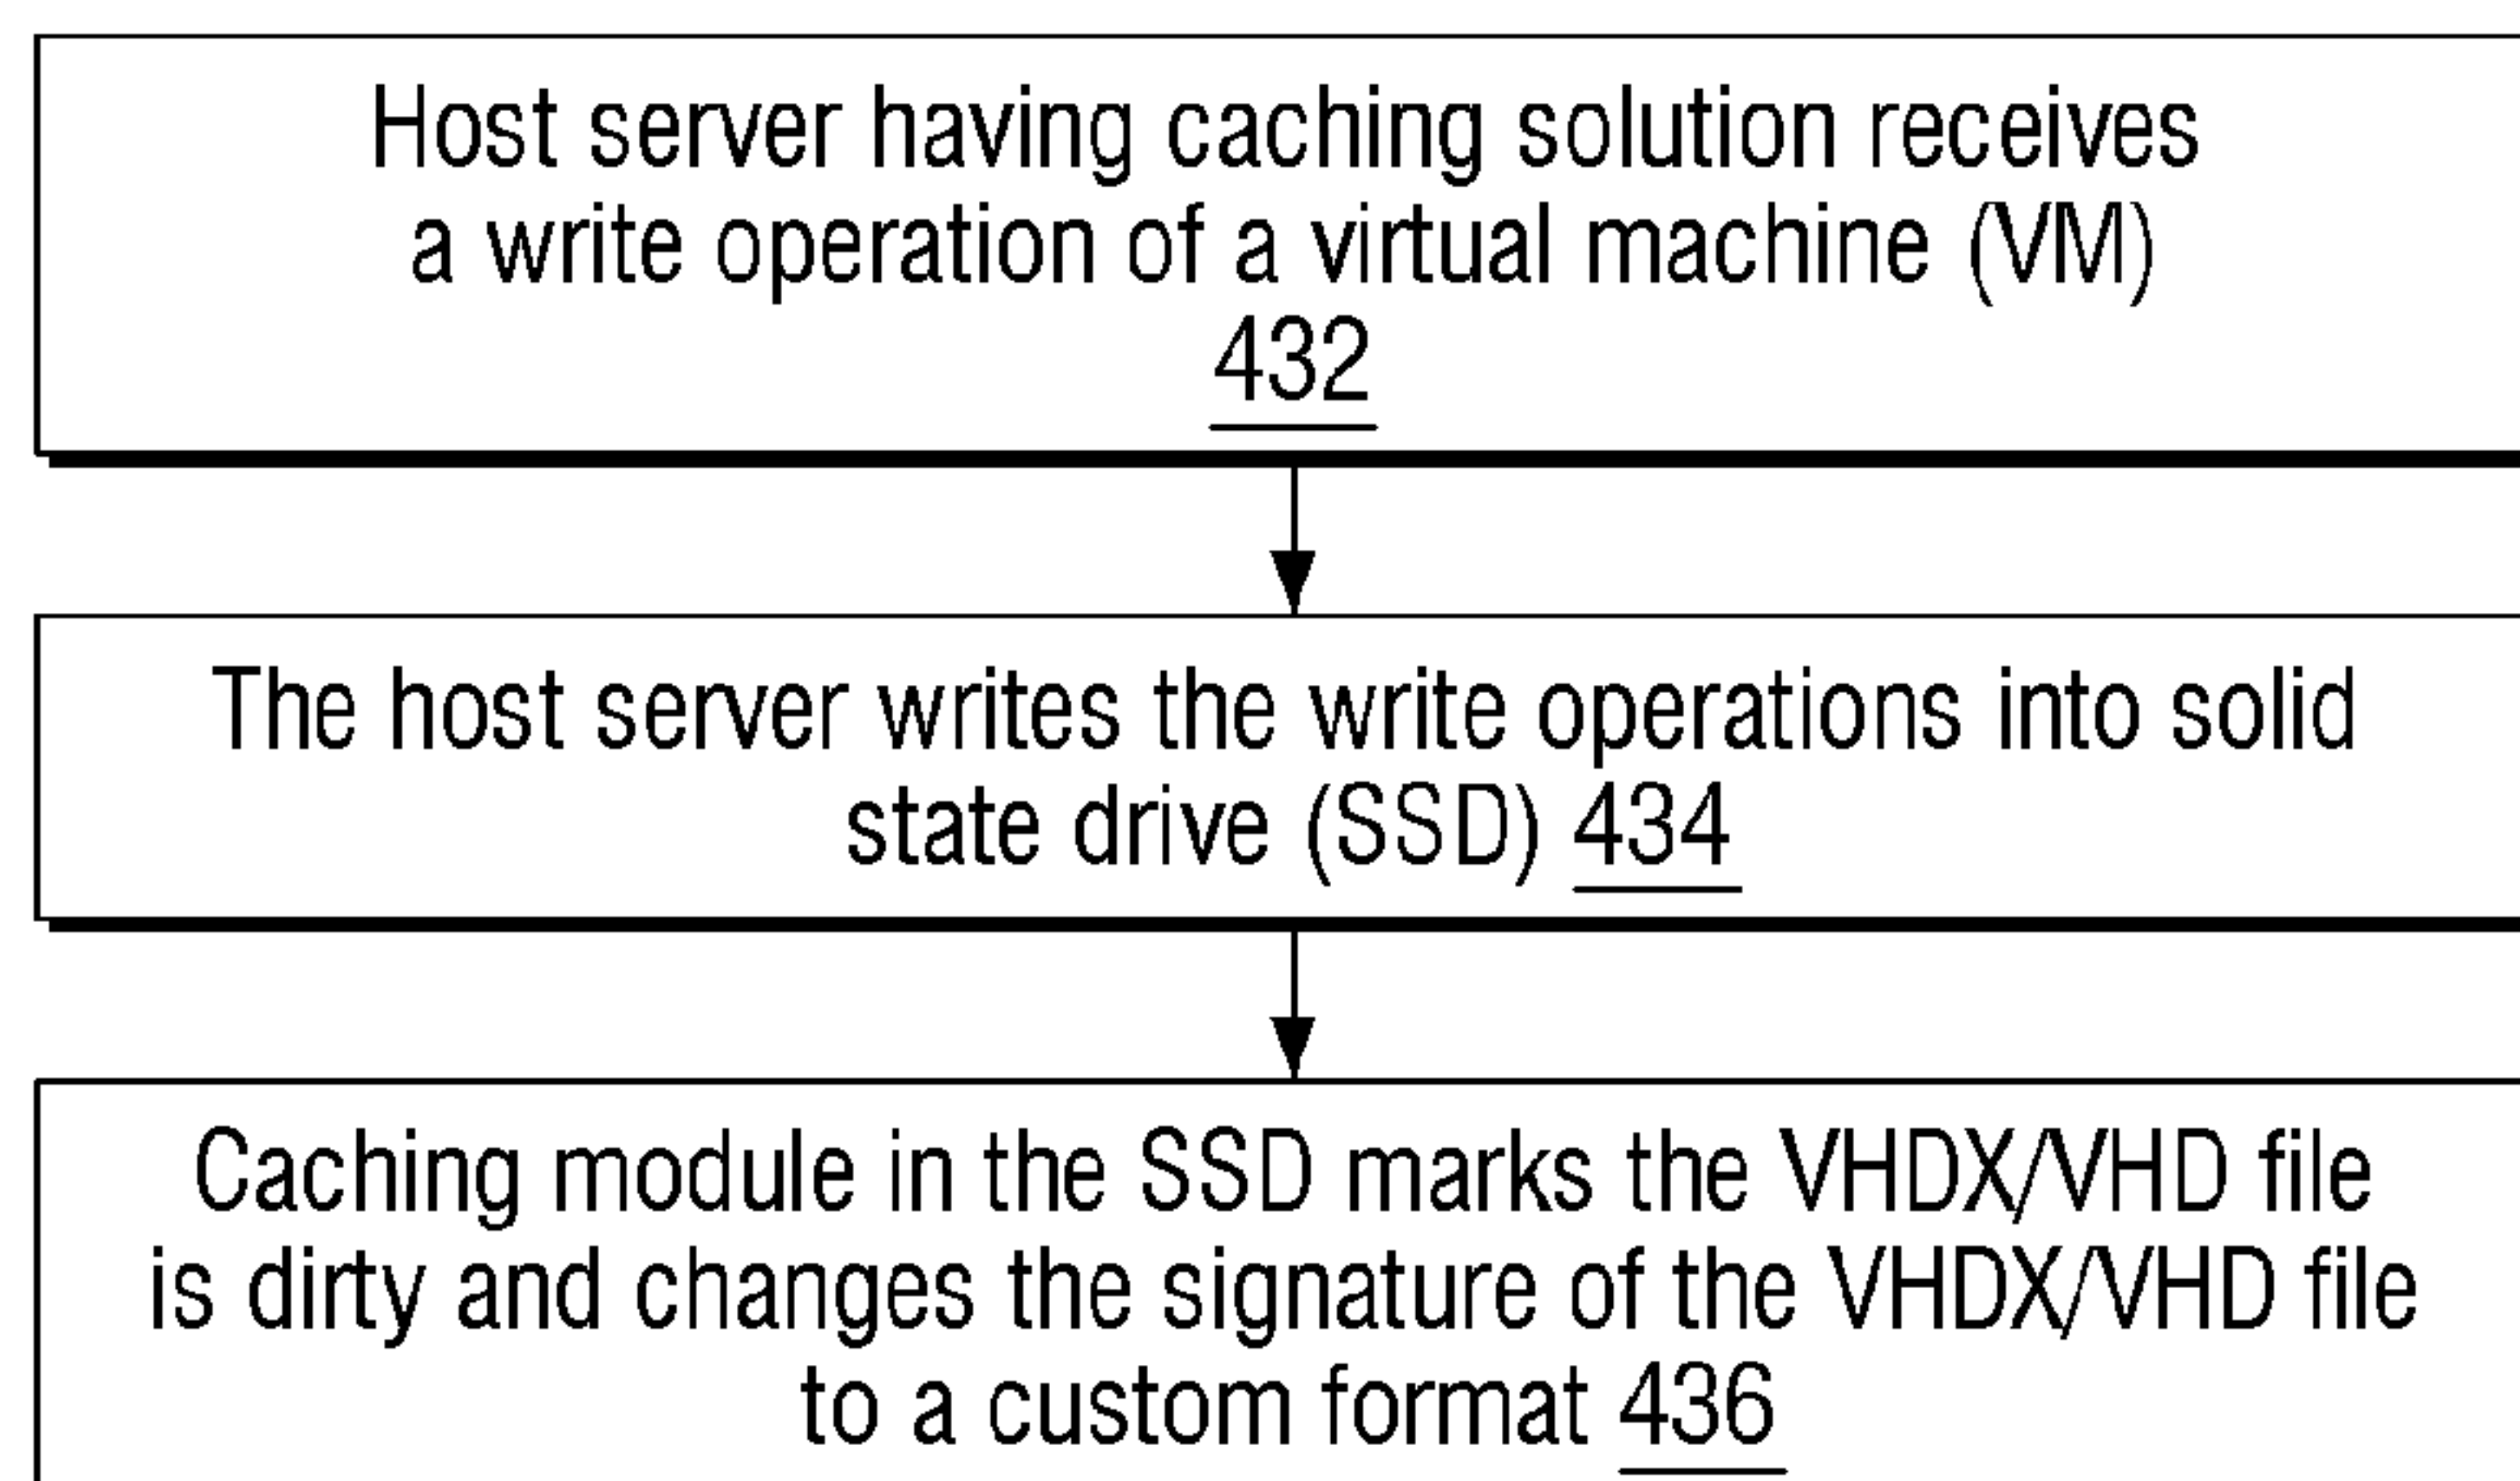 Host server having caching solution receives
a write operation of a virtual machine (VM)
432
The host server writes the write operations into solid
state drive (SSD) 434
Caching module in the SSD marks the VHDX/VHD file
is dirty and changes the signature of the VHDX/VHD file
to a custom format 436